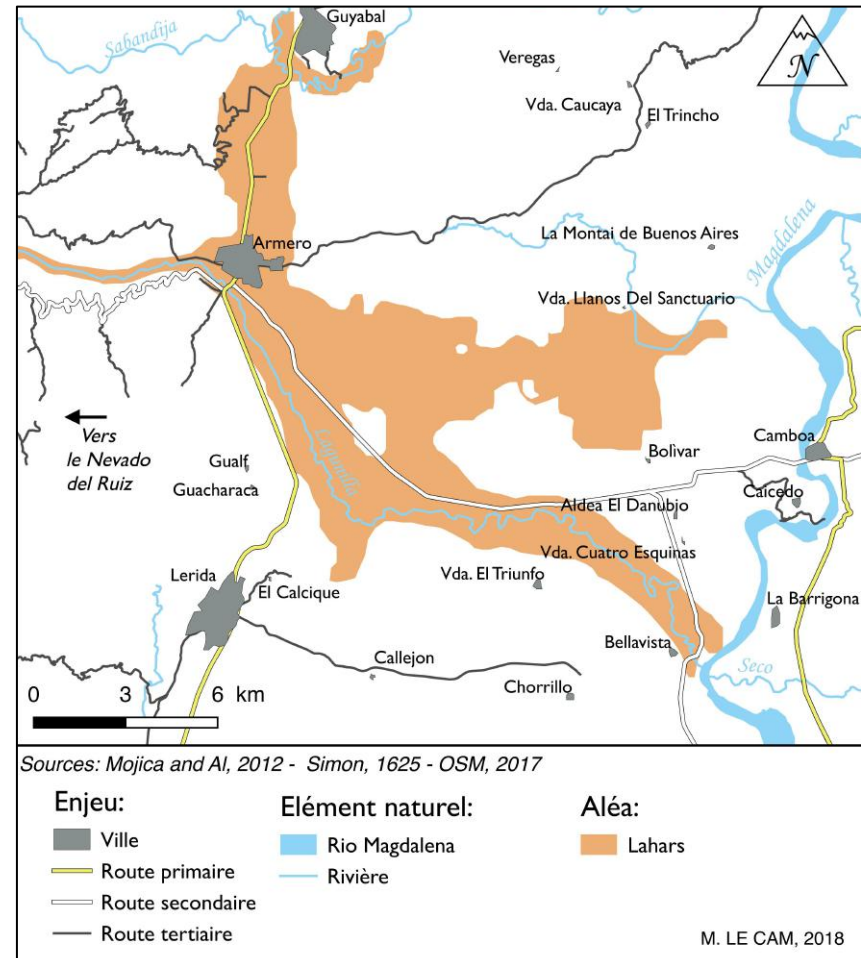 Guyabal
Sabandija
Veregas
Vda. Caucaya
El Trincho
N
Armero
La Montai de Buenos Aires
Magdalena
Vda. Llanos Del Sanctuario
Vers
le Nevado
del Ruiz
Gualf
Guacharaca
Lagunilla
Bolìvar
Camboa
Caicedo
Aldea El Danubjo
Vda. Cuatro Esquinas
Lerida
El Calcique
Vda. El Triunfo
La Barrigona
Bellavista
Callejon
Seco
Chorrillo
0 3 6 km
Sources: Mojica and Al, 2012 - Simon, 1625 - OSM, 2017
Enjeu:
Ville
Route primaire
Route secondaire
Route tertiaire
Elément naturel:
Rio Magdalena
Rivière
Aléa:
Lahars
M. LE CAM, 2018